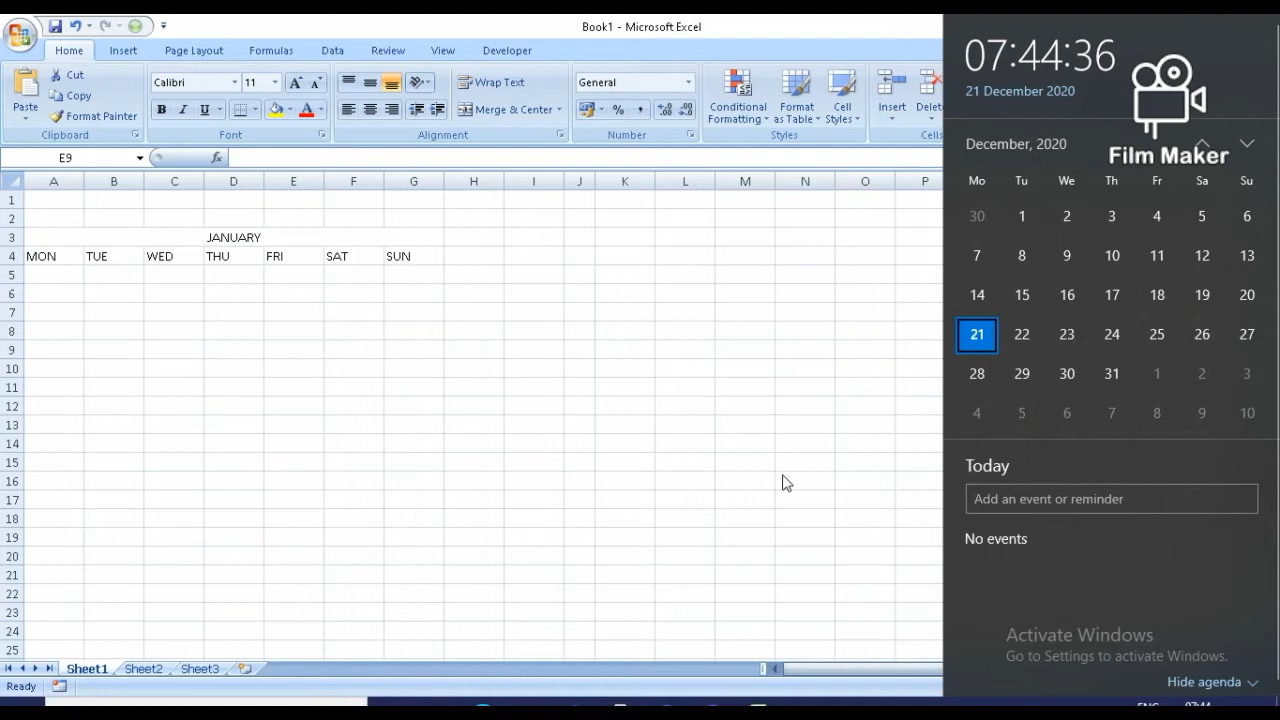 Book1 - Microsoft Excel
Home Insert Page Layout Formulas Data Review View Developer
Paste
Cut
Copy
Format Painter
Clipboard
Calibri 11
B I U
Font
Wrap Text
Merge & Center
Alignment
General
% ,
Number
Conditional Formatting
Format as Table
Cell Styles
Styles
Insert
Cells
E9 fx
A B C D E F G H I J K L M N O P
1
2
3 JANUARY
4 MON TUE WED THU FRI SAT SUN
5
6
7
8
9
10
11
12
13
14
15
16
17
18
19
20
21
22
23
24
25
Sheet1 Sheet2 Sheet3
Ready
07:44:36
21 December 2020
Film Maker
December, 2020
Mo Tu We Th Fr Sa Su
30 1 2 3 4 5 6
7 8 9 10 11 12 13
14 15 16 17 18 19 20
21 22 23 24 25 26 27
28 29 30 31 1 2 3
4 5 6 7 8 9 10
Today
Add an event or reminder
No events
Activate Windows
Go to Settings to activate Windows.
Hide agenda